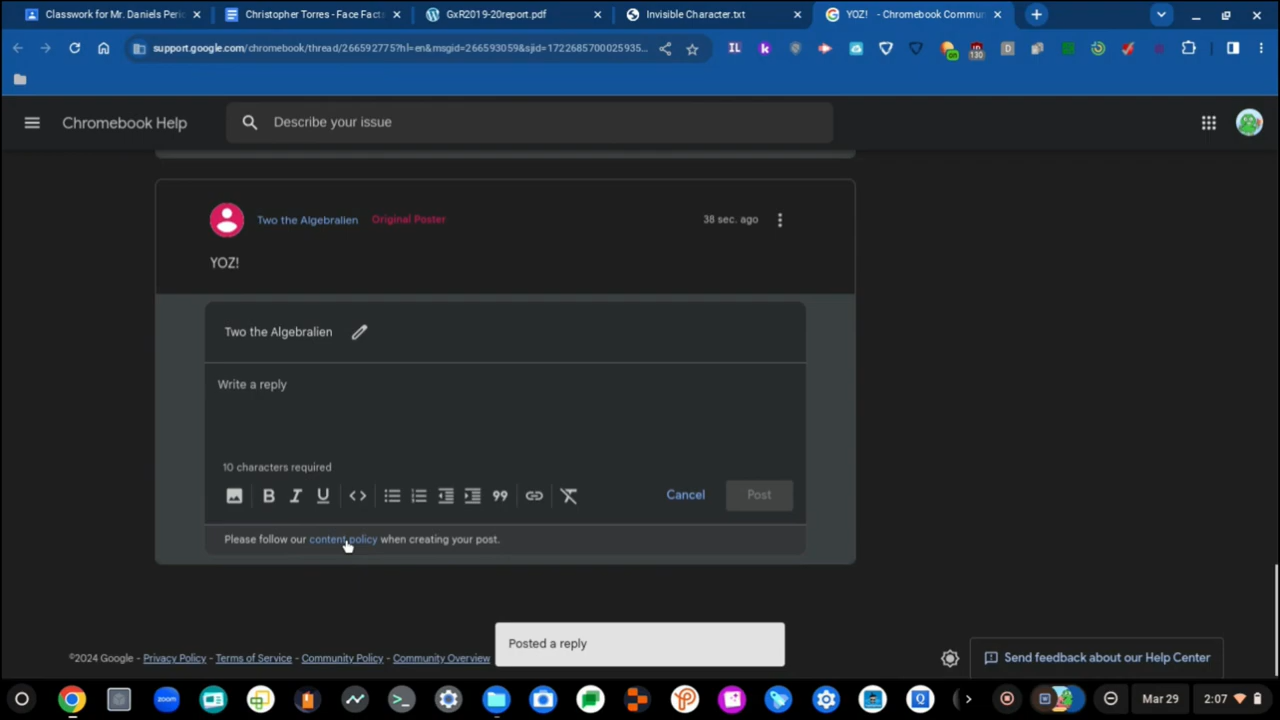 Classwork for Mr. Daniels Peri
Christopher Torres - Face Fact
GxR2019-20report.pdf
Invisible Character.txt
YOZ! - Chromebook Commu
support.google.com/chromebook/thread/266592775?hl=en&msgid=266593059&sjid=1722685700025935...
IL
k
on
130
D
Chromebook Help
Describe your issue
Two the Algebralien Original Poster
38 sec. ago
YOZ!
Two the Algebralien
Write a reply
10 characters required
B I U
Cancel
Post
Please follow our content policy when creating your post.
Posted a reply
©2024 Google - Privacy Policy - Terms of Service - Community Policy - Community Overview
Send feedback about our Help Center
zoom
Q
Mar 29
2:07